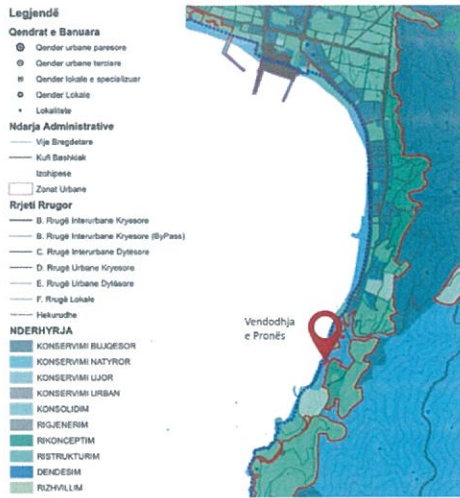 Legjendë
Qendrat e Banuara
Qender urbane paresore
Qender urbane terciare
Qender lokale e specializuar
Qender Lokale
Lokalitete
Ndarja Administrative
Vije Bregdetare
Kufi Bashkiak
Izohipese
Zonat Urbane
Rrjeti Rrugor
B. Rrugë Interurbane Kryesore
B. Rrugë Interurbane Kryesore (ByPass)
C. Rrugë Interurbane Dytësore
D. Rrugë Urbane Kryesore
E. Rrugë Urbane Dytësore
F. Rrugë Lokale
Hekurudhe
NDERHYRJA
KONSERVIMI BUJQESOR
KONSERVIMI NATYROR
KONSERVIMI UJOR
KONSERVIMI URBAN
KONSOLIDIM
RIGJENERIM
RIKONCEPTIM
RISTRUKTURIM
DENDESIM
RIZHVILLIM
Vendodhja
e Pronës